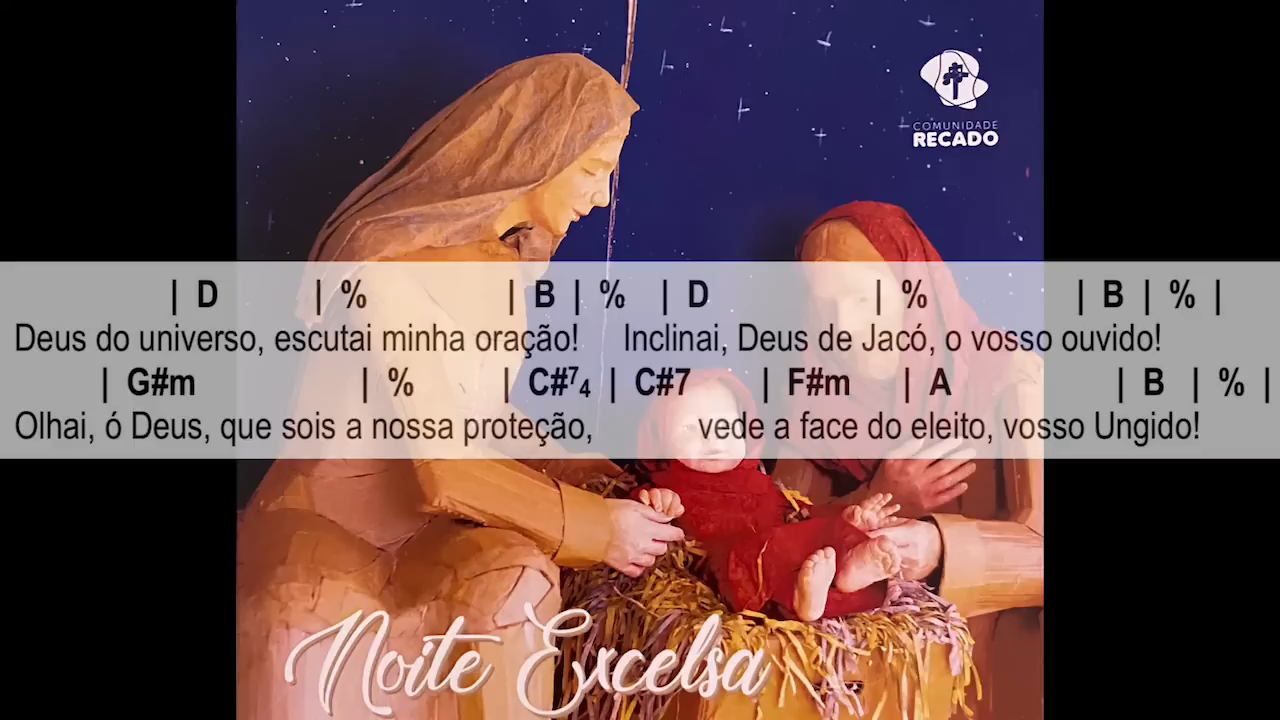 COMUNIDADE
RECADO
| D | % | B | % | D | % | B | % |
Deus do universo, escutai minha oração! Inclinai, Deus de Jacó, o vosso ouvido!
| G#m | % | C#⁷₄ | C#7 | F#m | A | B | % |
Olhai, ó Deus, que sois a nossa proteção, vede a face do eleito, vosso Ungido!
Noite Excelsa